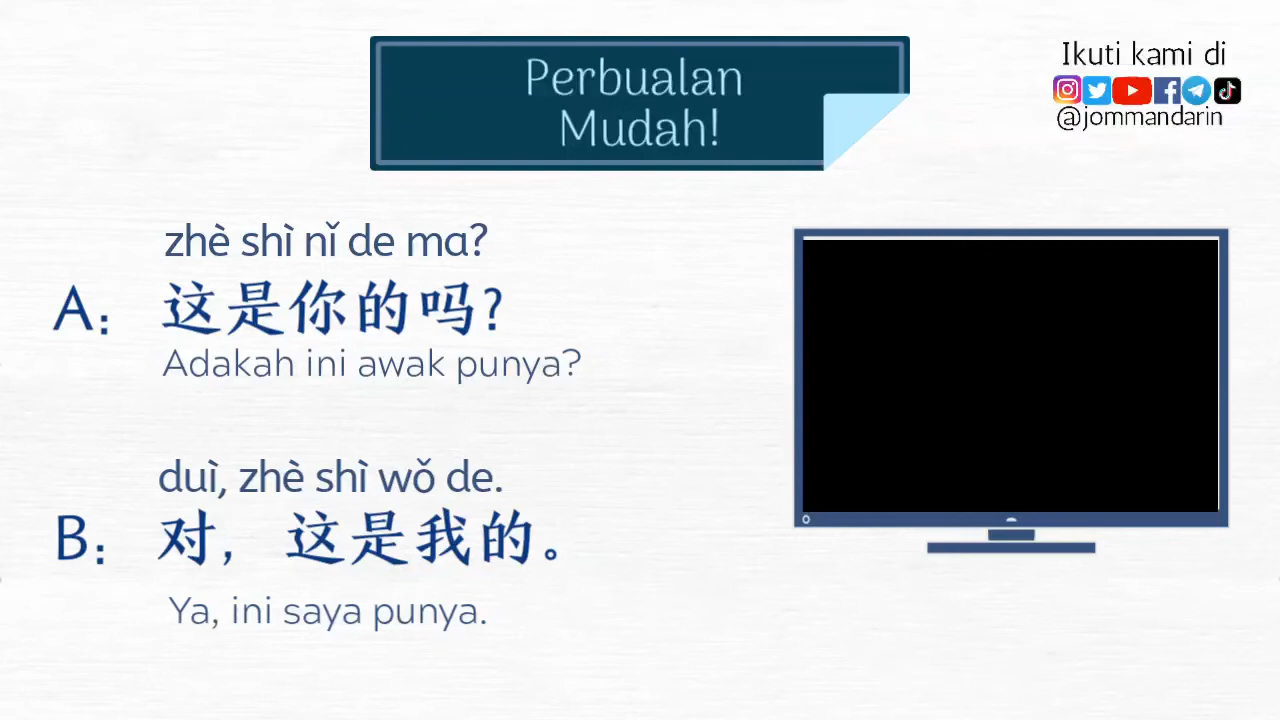 Perbualan
Mudah!
Ikuti kami di
@jommandarin
zhè shì nǐ de ma?
A: 这是你的吗?
Adakah ini awak punya?
duì, zhè shì wǒ de.
B: 对，这是我的。
Ya, ini saya punya.